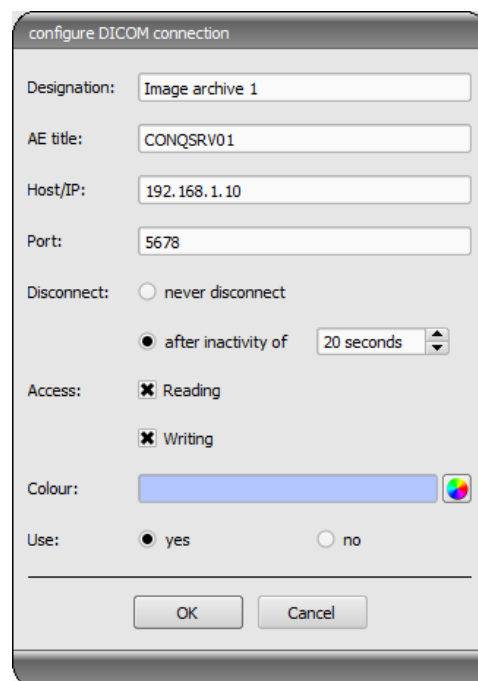 configure DICOM connection
Designation: Image archive 1
AE title: CONQSRV01
Host/IP: 192.168.1.10
Port: 5678
Disconnect: never disconnect
after inactivity of 20 seconds
Access: Reading
Writing
Colour:
Use: yes no
OK Cancel